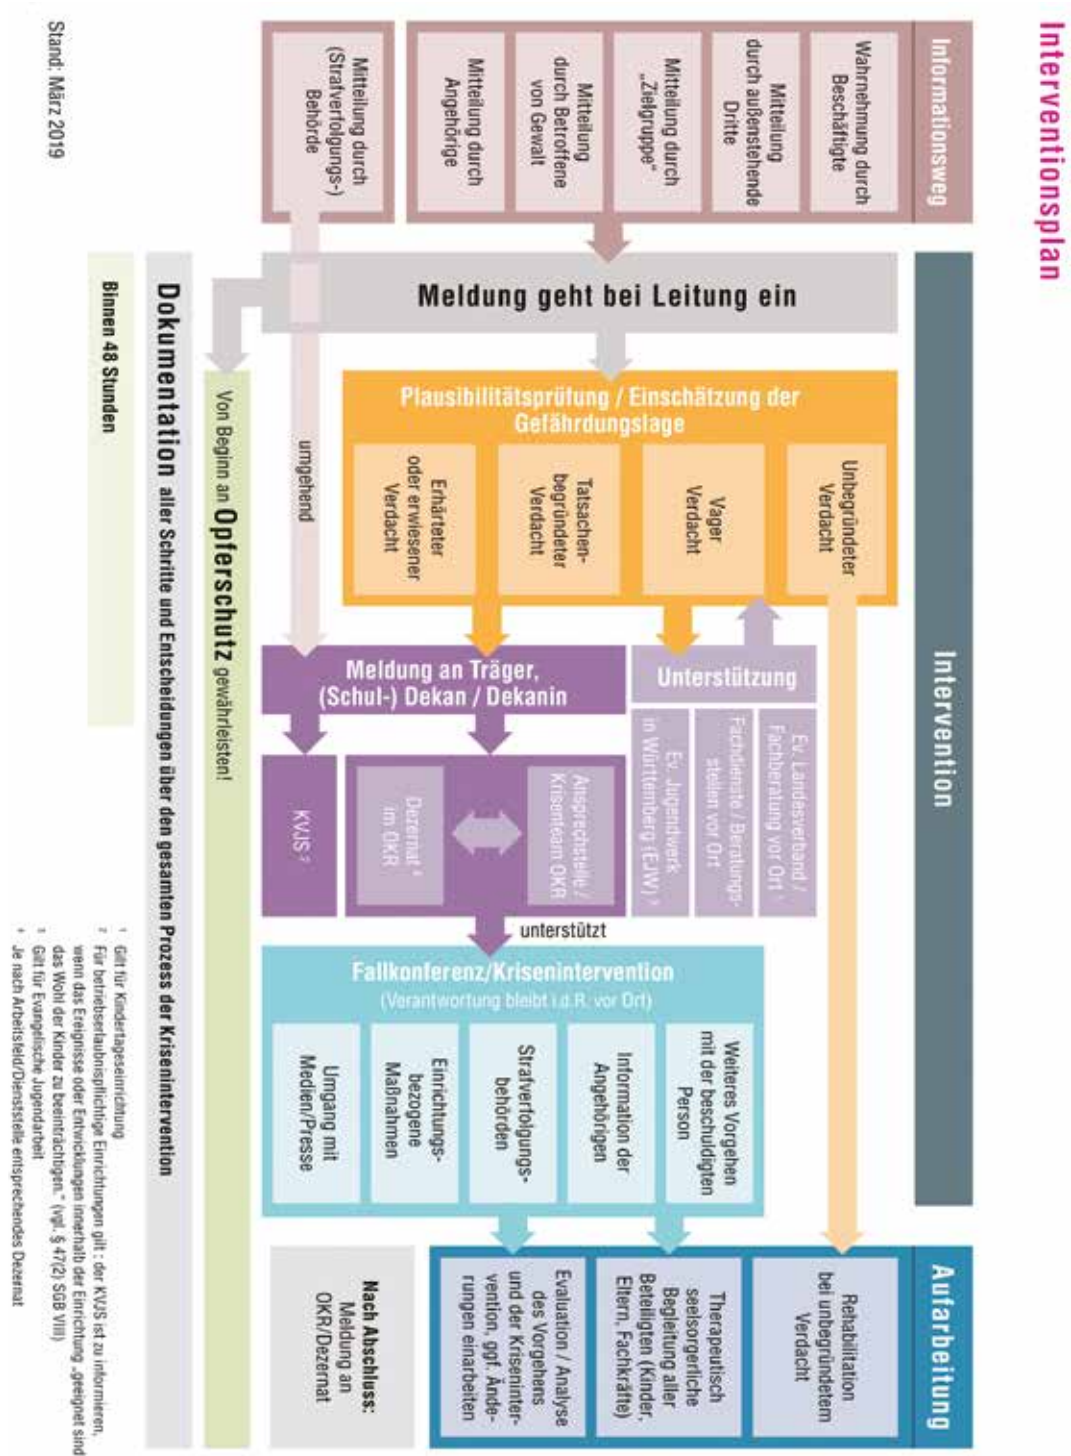 Interventionsplan
Informationsweg
Wahrnehmung durch
Beschäftigte
Mitteilung
durch außenstehende
Dritte
Mitteilung durch
„Zielgruppe“
Mitteilung
durch Betroffene
von Gewalt
Mitteilung durch
Angehörige
Mitteilung durch
(Strafverfolgungs-)
Behörde
Intervention
Meldung geht bei Leitung ein
Plausibilitätsprüfung / Einschätzung der
Gefährdungslage
Unbegründeter
Verdacht
Vager
Verdacht
Tatsachen-
begründeter
Verdacht
Erhärteter
oder erwiesener
Verdacht
umgehend
Unterstützung
Ev. Landesverband /
Fachberatung vor Ort ¹
Fachdienste / Beratungs-
stellen vor Ort
Ev. Jugendwerk
in Württemberg (EJW) ³
Meldung an Träger,
(Schul-) Dekan / Dekanin
Ansprechstelle /
Krisenteam OKR
Dezernat ⁴
im OKR
KVJS ²
unterstützt
Fallkonferenz/Krisenintervention
(Verantwortung bleibt i.d.R. vor Ort)
Weiteres Vorgehen
mit der beschuldigten
Person
Information der
Angehörigen
Strafverfolgungs-
behörden
Einrichtungs-
bezogene
Maßnahmen
Umgang mit
Medien/Presse
Aufarbeitung
Rehabilitation
bei unbegründetem
Verdacht
Therapeutisch
seelsorgerliche
Begleitung aller
Beteiligten (Kinder,
Eltern, Fachkräfte)
Evaluation / Analyse
des Vorgehens
und der Kriseninter-
vention, ggf. Ände-
rungen einarbeiten
Nach Abschluss:
Meldung an
OKR/Dezernat
Von Beginn an Opferschutz gewährleisten!
Dokumentation aller Schritte und Entscheidungen über den gesamten Prozess der Krisenintervention
Binnen 48 Stunden
¹ Gilt für Kindertageseinrichtung
² Für betriebserlaubnispflichtige Einrichtungen gilt : der KVJS ist zu informieren,
wenn das Ereignisse oder Entwicklungen innerhalb der Einrichtung „geeignet sind
das Wohl der Kinder zu beeinträchtigen.“ (vgl. § 47(2) SGB VIII)
³ Gilt für Evangelische Jugendarbeit
⁴ Je nach Arbeitsfeld/Dienststelle entsprechendes Dezernat
Stand: März 2019